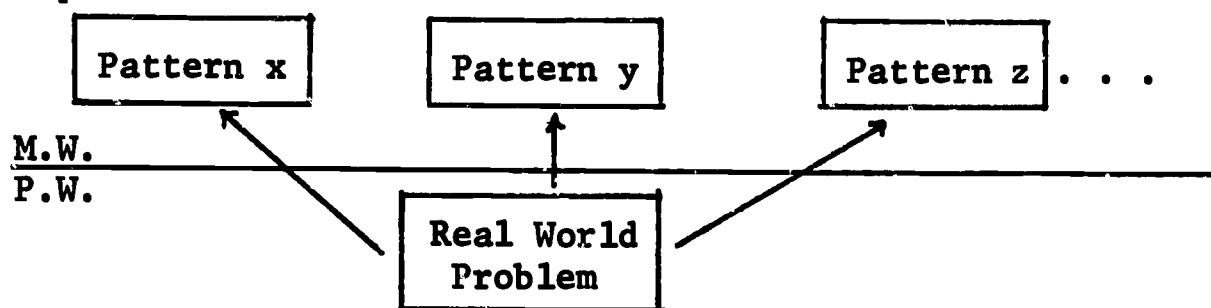 Pattern x Pattern y Pattern z . . .
M.W.
P.W.
Real World
Problem